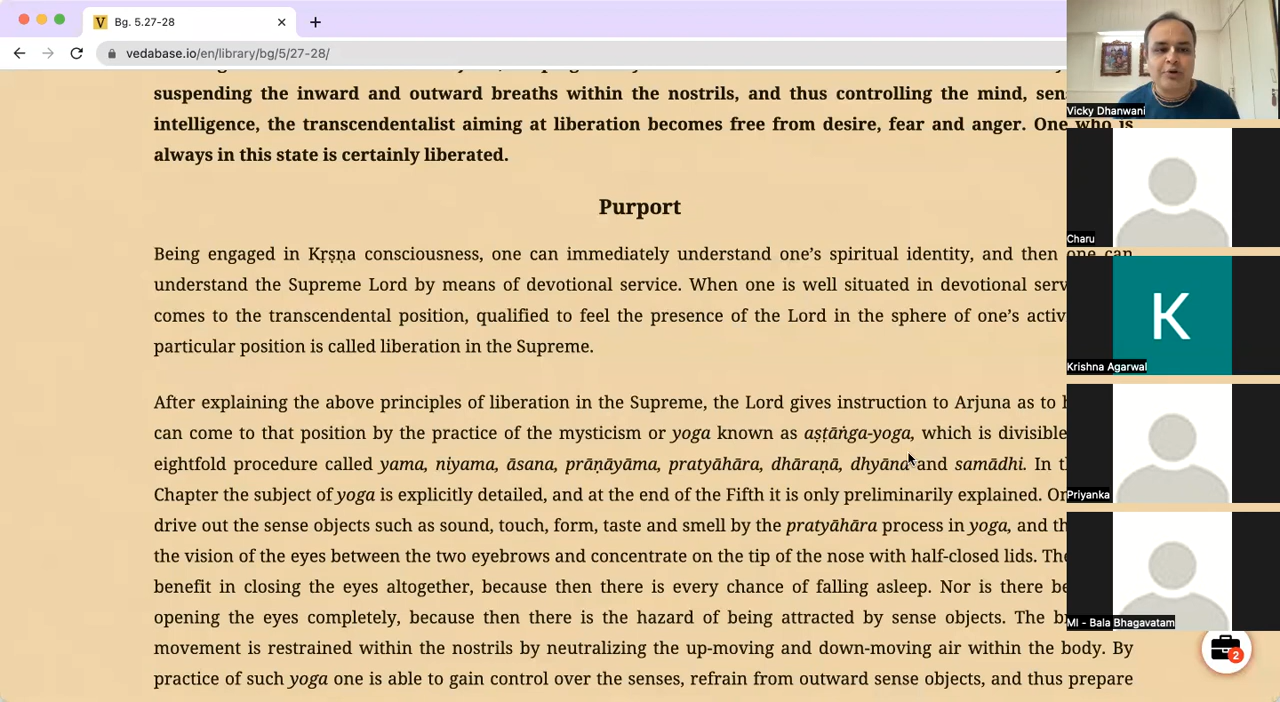 Bg. 5.27-28
vedabase.io/en/library/bg/5/27-28/
suspending the inward and outward breaths within the nostrils, and thus controlling the mind,
intelligence, the transcendentalist aiming at liberation becomes free from desire, fear and anger. One who is
always in this state is certainly liberated.
Purport
Being engaged in Kṛṣṇa consciousness, one can immediately understand one’s spiritual identity, and then one can
understand the Supreme Lord by means of devotional service. When one is well situated in devotional
comes to the transcendental position, qualified to feel the presence of the Lord in the sphere of one’s
particular position is called liberation in the Supreme.
After explaining the above principles of liberation in the Supreme, the Lord gives instruction to Arjuna as to
can come to that position by the practice of the mysticism or yoga known as aṣṭāṅga-yoga, which is divisible
eightfold procedure called yama, niyama, āsana, prāṇāyāma, pratyāhāra, dhāraṇā, dhyāna and samādhi. In
Chapter the subject of yoga is explicitly detailed, and at the end of the Fifth it is only preliminarily explained.
drive out the sense objects such as sound, touch, form, taste and smell by the pratyāhāra process in yoga, and
the vision of the eyes between the two eyebrows and concentrate on the tip of the nose with half-closed lids.
benefit in closing the eyes altogether, because then there is every chance of falling asleep. Nor is there
opening the eyes completely, because then there is the hazard of being attracted by sense objects. The
movement is restrained within the nostrils by neutralizing the up-moving and down-moving air within the body. By
practice of such yoga one is able to gain control over the senses, refrain from outward sense objects, and thus prepare
Vicky Dhanwani
Charu
K
Krishna Agarwal
Priyanka
MI - Bala Bhagavatam
2